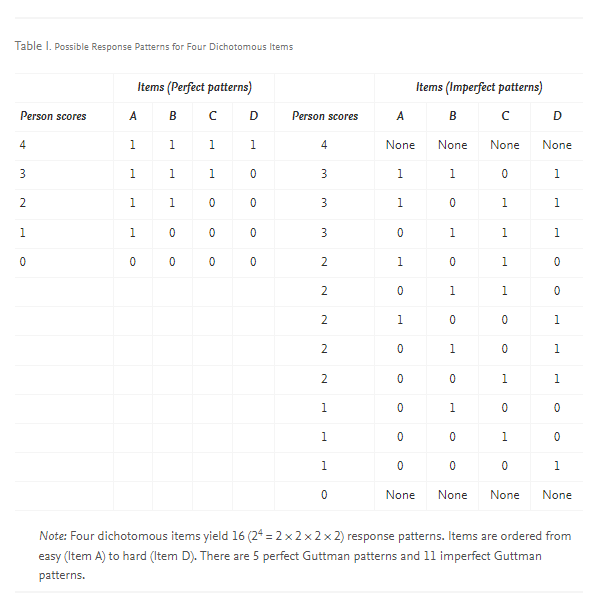 Table I. Possible Response Patterns for Four Dichotomous Items
Items (Perfect patterns) Items (Imperfect patterns)
Person scores A B C D Person scores A B C D
4 1 1 1 1 4 None None None None
3 1 1 1 0 3 1 1 0 1
2 1 1 0 0 3 1 0 1 1
1 1 0 0 0 3 0 1 1 1
0 0 0 0 0 2 1 0 1 0
2 0 1 1 0
2 1 0 0 1
2 0 1 0 1
2 0 0 1 1
1 0 1 0 0
1 0 0 1 0
1 0 0 0 1
0 None None None None
Note: Four dichotomous items yield 16 (2⁴ = 2 × 2 × 2 × 2) response patterns. Items are ordered from
easy (Item A) to hard (Item D). There are 5 perfect Guttman patterns and 11 imperfect Guttman
patterns.